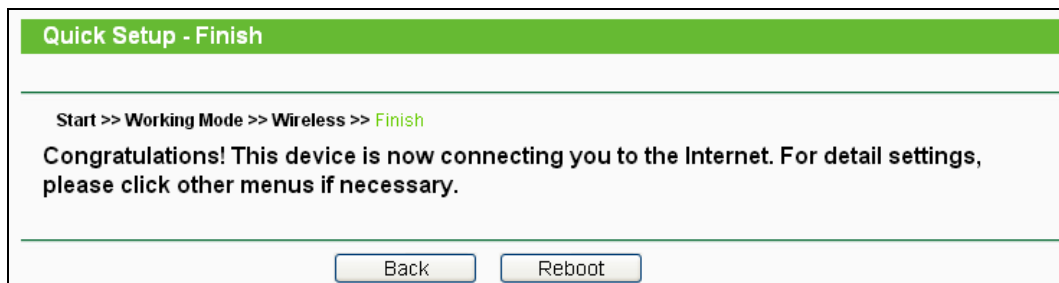 Quick Setup - Finish
Start >> Working Mode >> Wireless >> Finish
Congratulations! This device is now connecting you to the Internet. For detail settings,
please click other menus if necessary.
Back Reboot